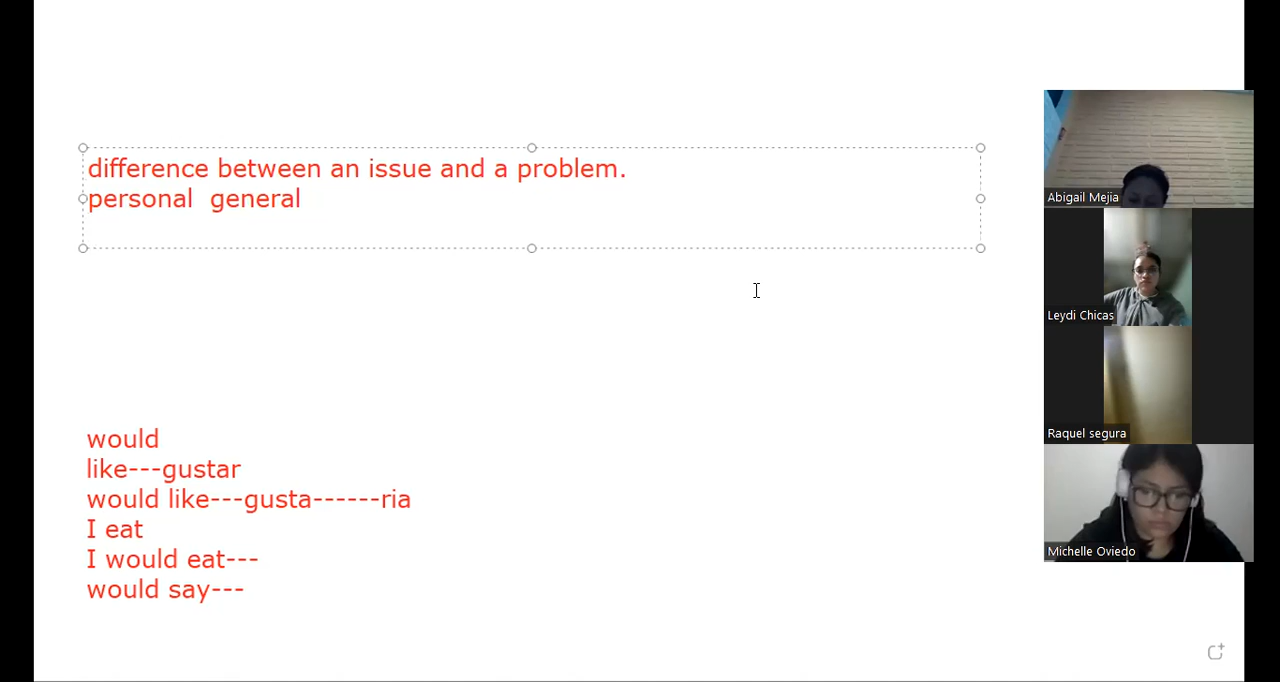 difference between an issue and a problem.
personal  general
would
like---gustar
would like---gusta------ria
I eat
I would eat---
would say---
Abigail Mejia
Leydi Chicas
Raquel segura
Michelle Oviedo